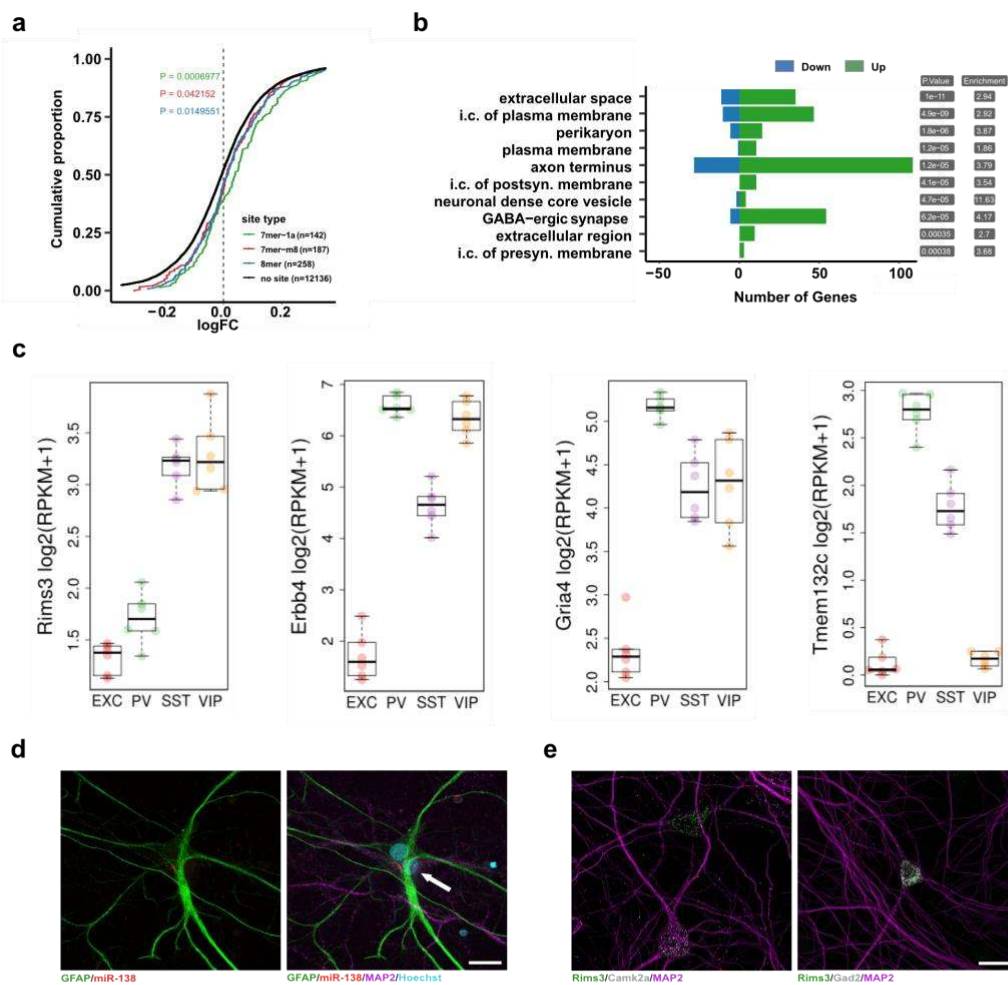 a
1.00
0.75
0.50
0.25
0.00
Cumulative proportion
P = 0.0006977
P = 0.042152
P = 0.0149551
site type
7mer-1a (n=142)
7mer-m8 (n=187)
8mer (n=258)
no site (n=12136)
-0.2
0.0
0.2
logFC
b
Down
Up
P.Value
Enrichment
extracellular space
1e-11
2.94
i.c. of plasma membrane
4.9e-09
2.92
perikaryon
1.8e-06
3.87
plasma membrane
1.2e-05
1.86
axon terminus
1.2e-05
3.79
i.c. of postsyn. membrane
4.1e-05
3.54
neuronal dense core vesicle
4.7e-05
11.63
GABA-ergic synapse
6.2e-05
4.17
extracellular region
0.00035
2.7
i.c. of presyn. membrane
0.00038
3.68
-50
0
50
100
Number of Genes
c
Rims3 log2(RPKM+1)
3.5
3.0
2.0
1.5
EXC PV SST VIP
Erbb4 log2(RPKM+1)
7
6
5
4
3
2
EXC PV SST VIP
Gria4 log2(RPKM+1)
5.0
4.5
4.0
3.5
2.5
2.0
EXC PV SST VIP
Tmem132c log2(RPKM+1)
3.0
2.5
2.0
1.5
0.5
0.0
EXC PV SST VIP
d
GFAP/miR-138
GFAP/miR-138/MAP2/Hoechst
e
Rims3/Camk2a/MAP2
Rims3/Gad2/MAP2